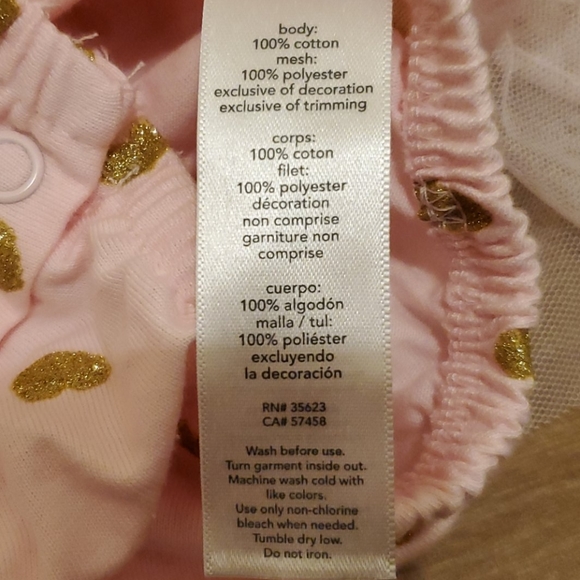 body:
100% cotton
mesh:
100% polyester
exclusive of decoration
exclusive of trimming
corps:
100% coton
filet:
100% polyester
décoration
non comprise
garniture non
comprise
cuerpo:
100% algodón
malla / tul:
100% poliéster
excluyendo
la decoración
RN# 35623
CA# 57458
Wash before use.
Turn garment inside out.
Machine wash cold with
like colors.
Use only non-chlorine
bleach when needed.
Tumble dry low.
Do not iron.